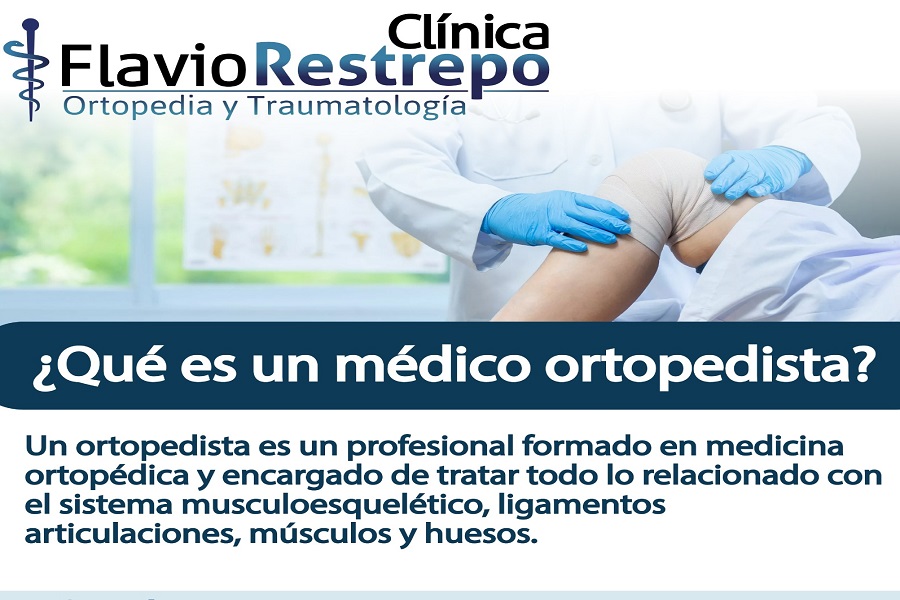 Clínica
FlavioRestrepo
Ortopedia y Traumatología
¿Qué es un médico ortopedista?
Un ortopedista es un profesional formado en medicina
ortopédica y encargado de tratar todo lo relacionado con
el sistema musculoesquelético, ligamentos
articulaciones, músculos y huesos.